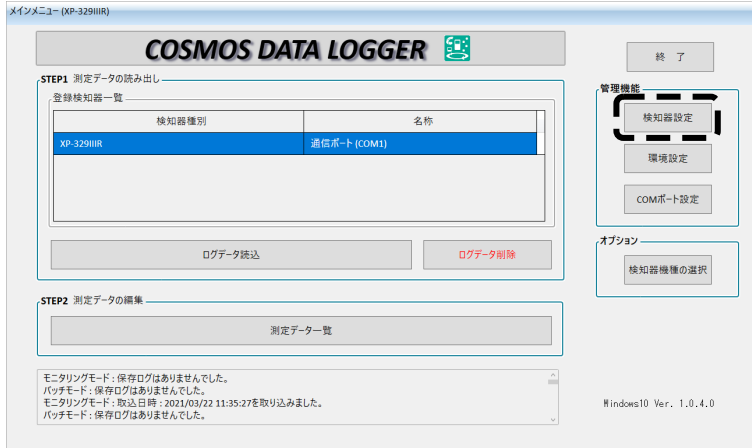 メインメニュー (XP-329IIIR)
COSMOS DATA LOGGER
終 了
STEP1 測定データの読み出し
登録検知器一覧
検知器種別 名称
XP-329IIIR 通信ポート (COM1)
ログデータ読込 ログデータ削除
STEP2 測定データの編集
測定データ一覧
モニタリングモード : 保存ログはありませんでした。
バッチモード : 保存ログはありませんでした。
モニタリングモード : 取込日時 : 2021/03/22 11:35:27を取り込みました。
バッチモード : 保存ログはありませんでした。
管理機能
検知器設定
環境設定
COMポート設定
オプション
検知器機種の選択
Windows10 Ver. 1.0.4.0